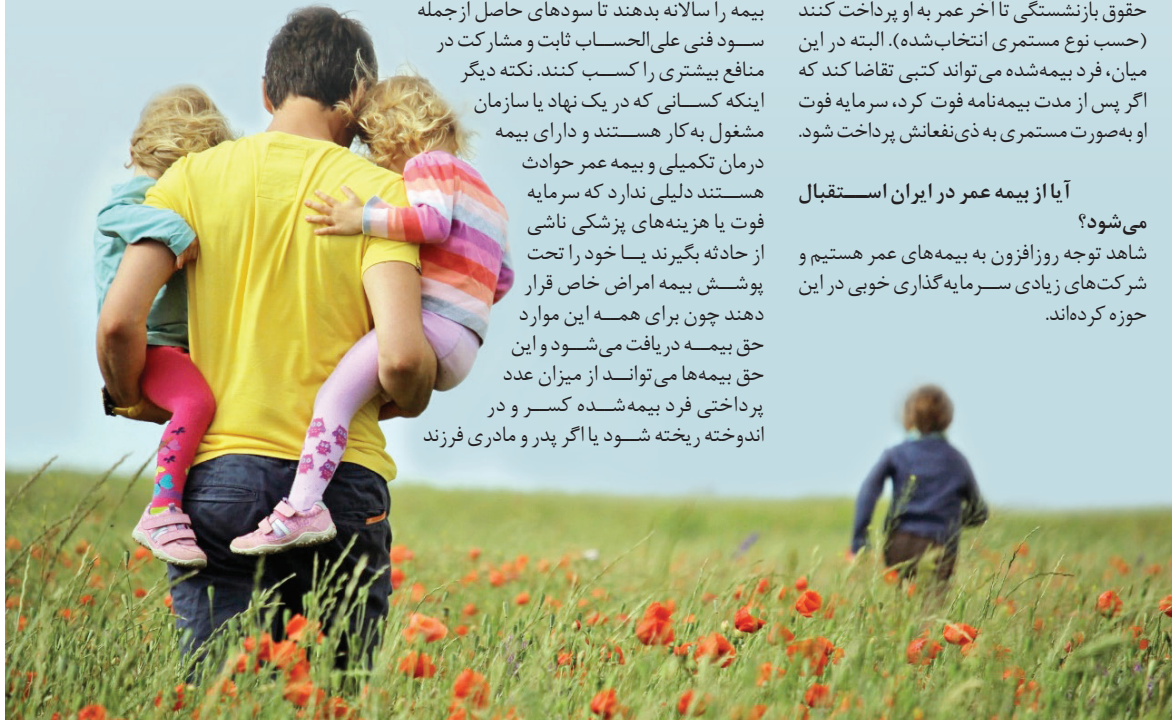 حقوق بازنشستگی تا آخر عمر به او پرداخت کنند
(حسب نوع مستمری انتخاب‌شده). البته در این
میان، فرد بیمه‌شده می‌تواند کتبی تقاضا کند که
اگر پس از مدت بیمه‌نامه فوت کرد، سرمایه فوت
او به‌صورت مستمری به ذی‌نفعانش پرداخت شود.
آیا از بیمه عمر در ایران استقبال
می‌شود؟
شاهد توجه روزافزون به بیمه‌های عمر هستیم و
شرکت‌های زیادی سرمایه‌گذاری خوبی در این
حوزه کرده‌اند.
بیمه را سالانه بدهند تا سودهای حاصل ازجمله
سود فنی علی‌الحساب ثابت و مشارکت در
منافع بیشتری را کسب کنند. نکته دیگر
اینکه کسانی که در یک نهاد یا سازمان
مشغول به‌کار هستند و دارای بیمه
درمان تکمیلی و بیمه عمر حوادث
هستند دلیلی ندارد که سرمایه
فوت یا هزینه‌های پزشکی ناشی
از حادثه بگیرند یا خود را تحت
پوشش بیمه امراض خاص قرار
دهند چون برای همه این موارد
حق بیمه دریافت می‌شود و این
حق بیمه‌ها می‌تواند از میزان عدد
پرداختی فرد بیمه‌شده کسر و در
اندوخته ریخته شود یا اگر پدر و مادری فرزند